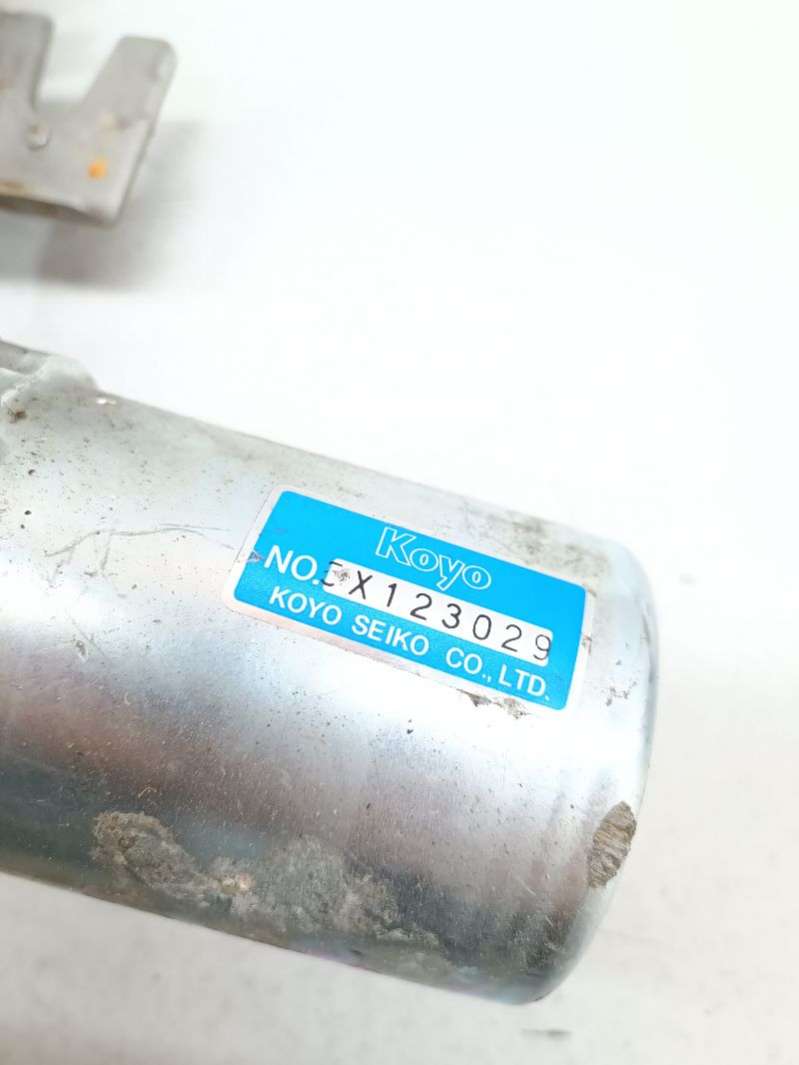 Koyo
NO. X123029
KOYO SEIKO CO., LTD.